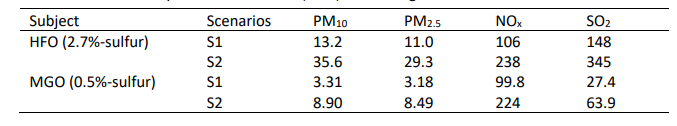 Subject Scenarios PM10 PM2.5 NOx SO2
HFO (2.7%-sulfur) S1 13.2 11.0 106 148
S2 35.6 29.3 238 345
MGO (0.5%-sulfur) S1 3.31 3.18 99.8 27.4
S2 8.90 8.49 224 63.9